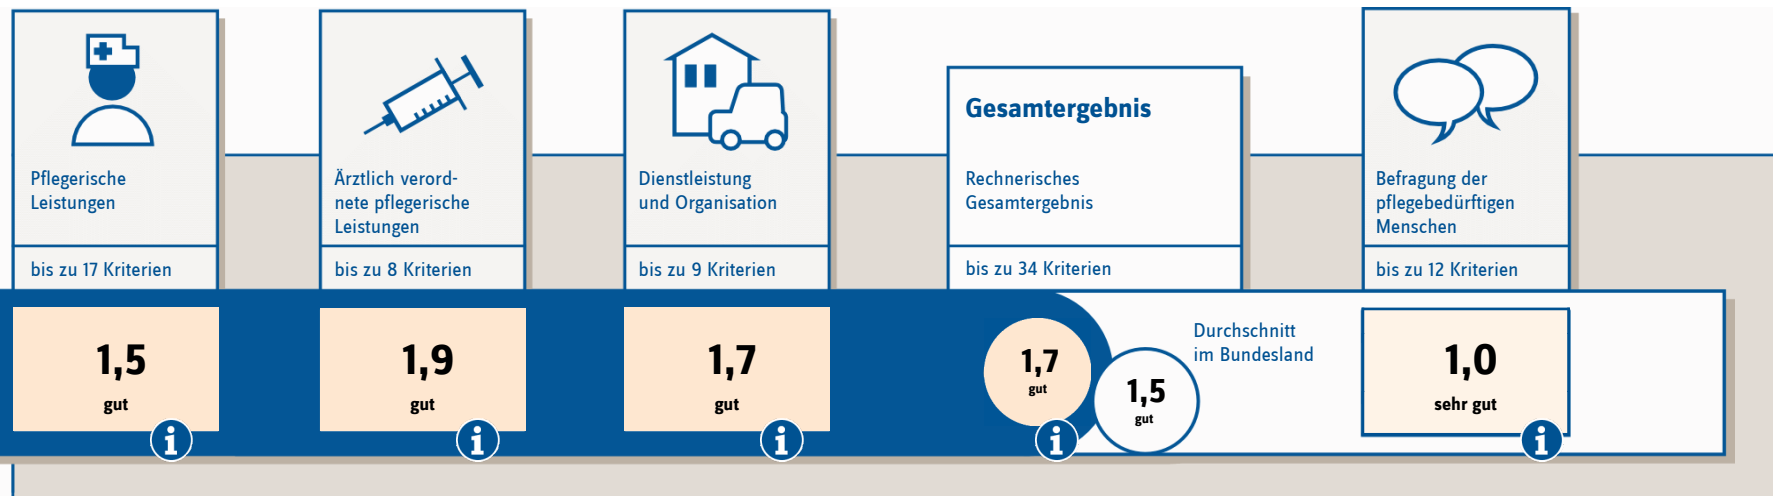 Pflegerische
Leistungen
bis zu 17 Kriterien
1,5
gut
Ärztlich verord-
nete pflegerische
Leistungen
bis zu 8 Kriterien
1,9
gut
Dienstleistung
und Organisation
bis zu 9 Kriterien
1,7
gut
Gesamtergebnis
Rechnerisches
Gesamtergebnis
bis zu 34 Kriterien
1,7
gut
1,5
gut
Durchschnitt
im Bundesland
Befragung der
pflegebedürftigen
Menschen
bis zu 12 Kriterien
1,0
sehr gut